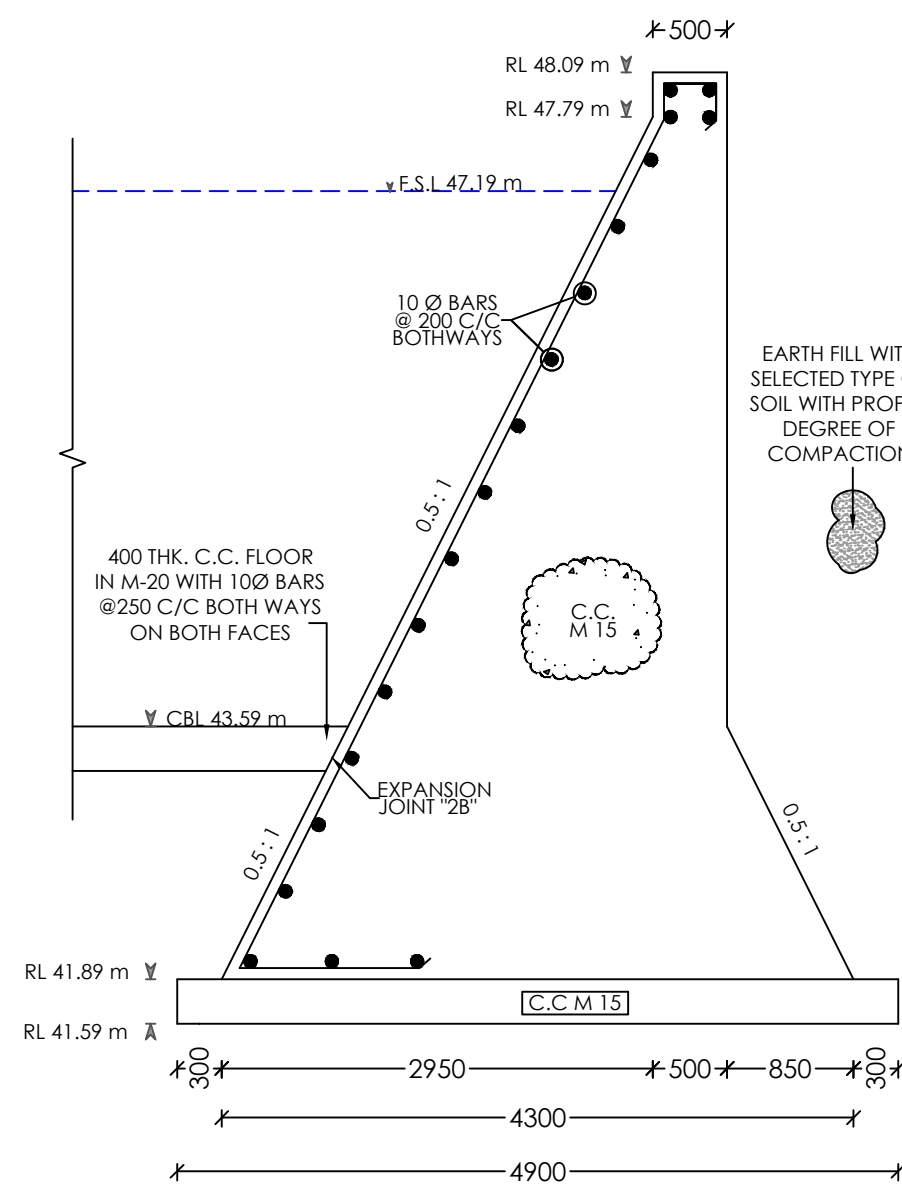 500
RL 48.09 m
RL 47.79 m
F.S.L 47.19 m
10 Ø BARS
@ 200 C/C
BOTHWAYS
EARTH FILL WIT
SELECTED TYPE
SOIL WITH PROP
DEGREE OF
COMPACTION
0.5 : 1
400 THK. C.C. FLOOR
IN M-20 WITH 10Ø BARS
@250 C/C BOTH WAYS
ON BOTH FACES
C.C.
M 15
CBL 43.59 m
EXPANSION
JOINT "2B"
0.5 : 1
0.5 : 1
RL 41.89 m
C.C M 15
RL 41.59 m
300
2950
500
850
300
4300
4900